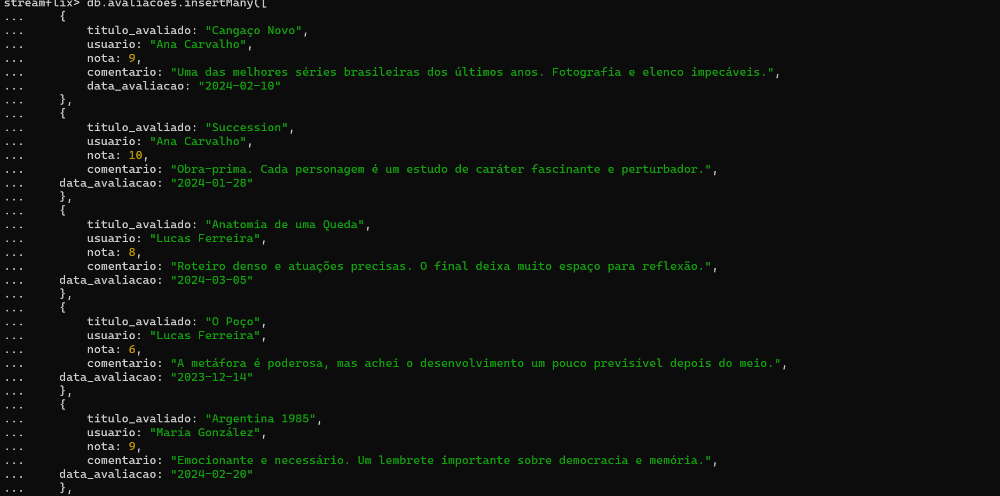 streamflix> db.avaliacoes.insertMany([
...     {
...         titulo_avaliado: "Cangaço Novo",
...         usuario: "Ana Carvalho",
...         nota: 9,
...         comentario: "Uma das melhores séries brasileiras dos últimos anos. Fotografia e elenco impecáveis.",
...         data_avaliacao: "2024-02-10"
...     },
...     {
...         titulo_avaliado: "Succession",
...         usuario: "Ana Carvalho",
...         nota: 10,
...         comentario: "Obra-prima. Cada personagem é um estudo de caráter fascinante e perturbador.",
...     data_avaliacao: "2024-01-28"
...     },
...     {
...         titulo_avaliado: "Anatomia de uma Queda",
...         usuario: "Lucas Ferreira",
...         nota: 8,
...         comentario: "Roteiro denso e atuações precisas. O final deixa muito espaço para reflexão.",
...     data_avaliacao: "2024-03-05"
...     },
...     {
...         titulo_avaliado: "O Poço",
...         usuario: "Lucas Ferreira",
...         nota: 6,
...         comentario: "A metáfora é poderosa, mas achei o desenvolvimento um pouco previsível depois do meio.",
...     data_avaliacao: "2023-12-14"
...     },
...     {
...         titulo_avaliado: "Argentina 1985",
...         usuario: "María González",
...         nota: 9,
...         comentario: "Emocionante e necessário. Um lembrete importante sobre democracia e memória.",
...     data_avaliacao: "2024-02-20"
...     },